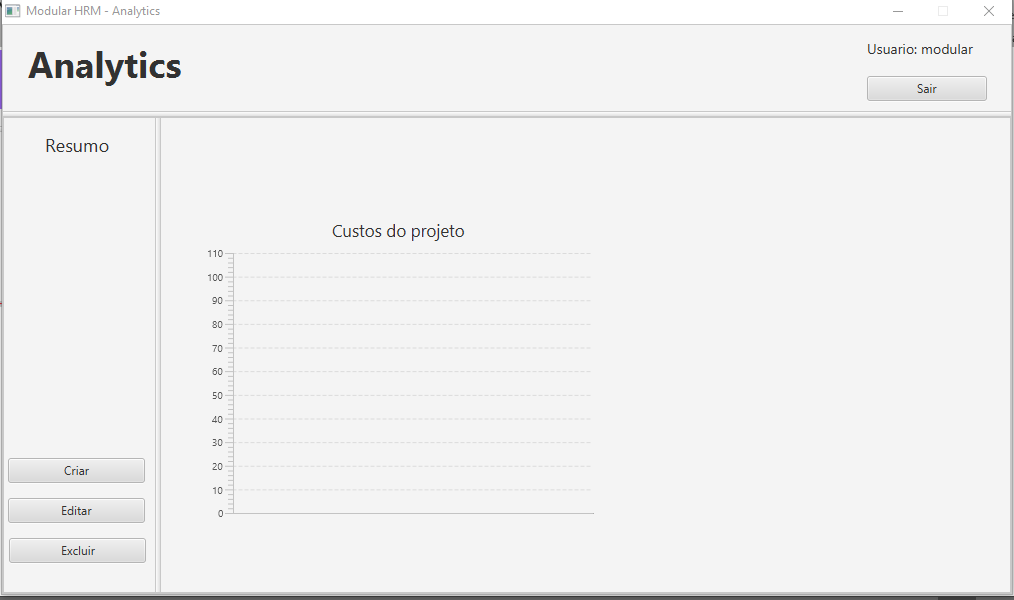 Modular HRM - Analytics
Analytics
Usuario: modular
Sair
Resumo
Criar
Editar
Excluir
Custos do projeto
110
100
90
80
70
60
50
40
30
20
10
0